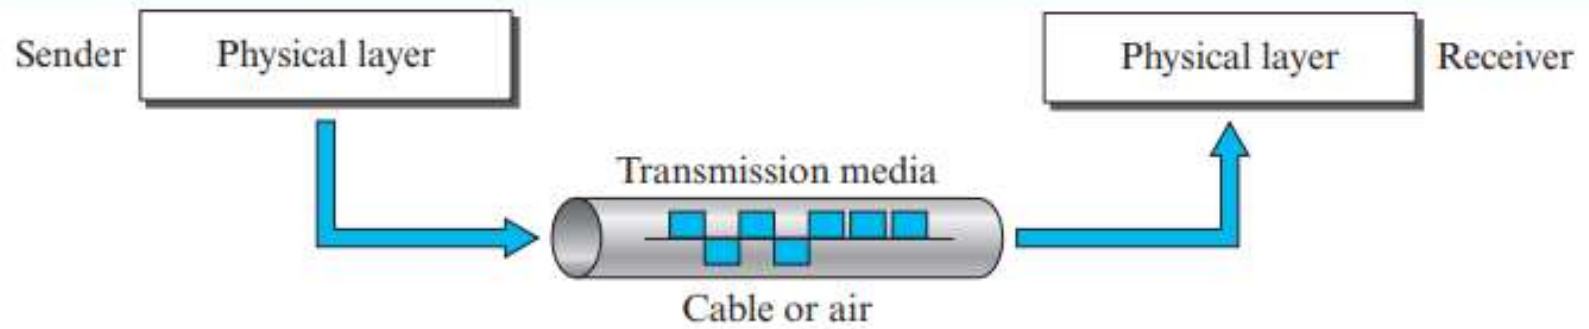 Sender
Physical layer
Physical layer
Receiver
Transmission media
Cable or air